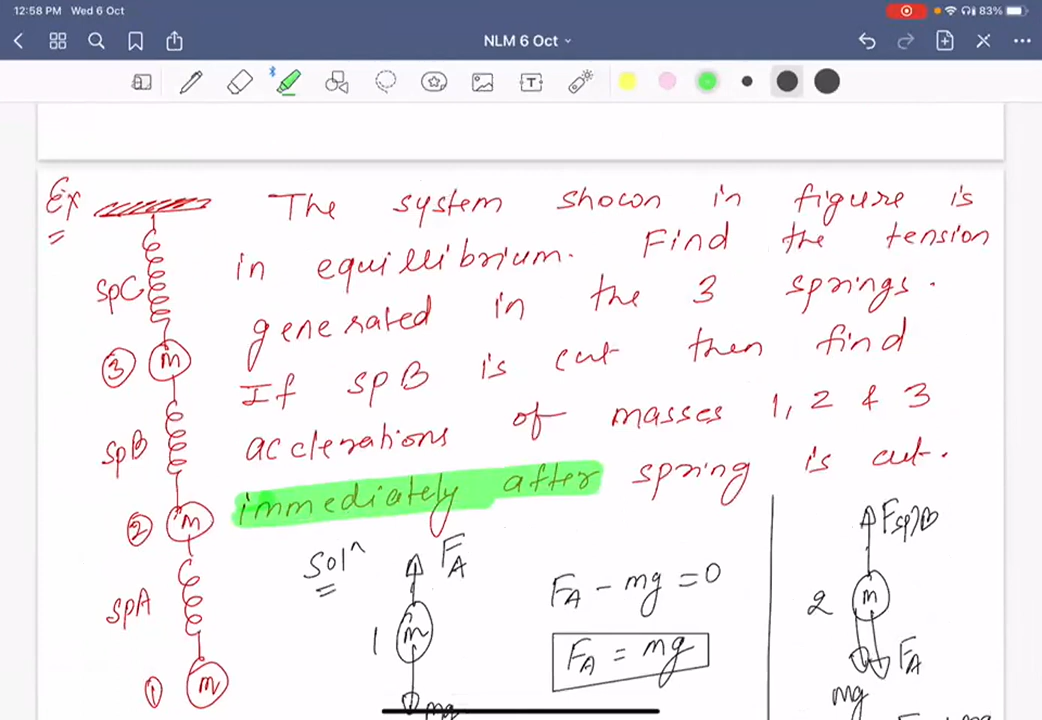 12:58 PM Wed 6 Oct
83%
NLM 6 Oct
Ex
The system shown in figure is
in equillibrium. Find the tension
generated in the 3 springs.
If spB is cut then find
acclerations of masses 1, 2 & 3
immediately after spring is cut.
spC
3 m
spB
2 m
spA
1 m
Solⁿ
F_A
1 m
mg
F_A - mg = 0
F_A = mg
Fsp)B
2 m
F_A
mg